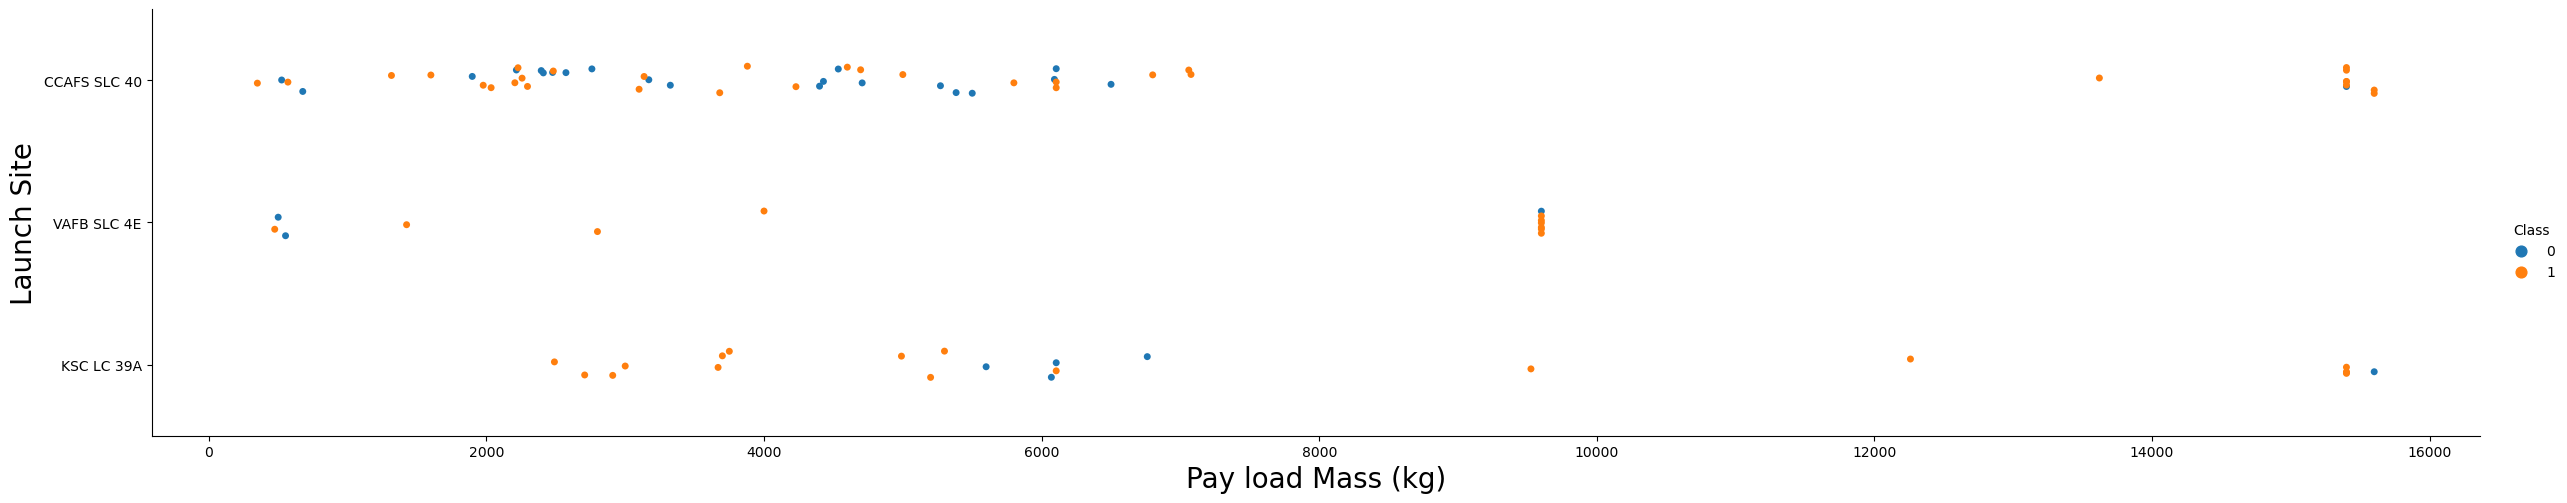 Launch Site
CCAFS SLC 40
VAFB SLC 4E
KSC LC 39A
0 2000 4000 6000 8000 10000 12000 14000 16000
Pay load Mass (kg)
Class
0
1